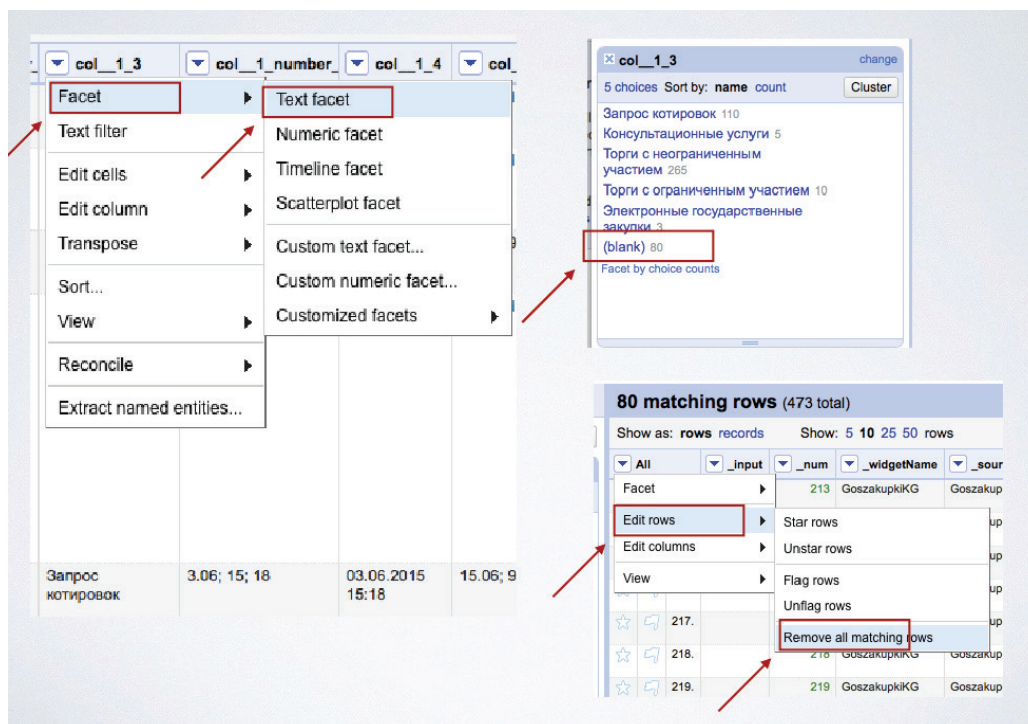 col__1_3
col__1_number_
col__1_4
col_
Facet
Text filter
Edit cells
Edit column
Transpose
Sort...
View
Reconcile
Extract named entities...
Text facet
Numeric facet
Timeline facet
Scatterplot facet
Custom text facet...
Custom numeric facet...
Customized facets
Запрос
котировок
3.06; 15; 18
03.06.2015
15:18
15.06; 9
col__1_3
change
5 choices Sort by: name count
Cluster
Запрос котировок 110
Консультационные услуги 5
Торги с неограниченным
участием 265
Торги с ограниченным участием 10
Электронные государственные
закупки 3
(blank) 80
Facet by choice counts
80 matching rows (473 total)
Show as: rows records Show: 5 10 25 50 rows
All
_input
_num
_widgetName
_sour
Facet
213 GoszakupkiKG Goszakup
Edit rows
Edit columns
View
Star rows
Unstar rows
Flag rows
Unflag rows
Remove all matching rows
up
up
up
up
217.
218.
218 GoszakupkiKG Goszakup
219.
219 GoszakupkiKG Goszakup